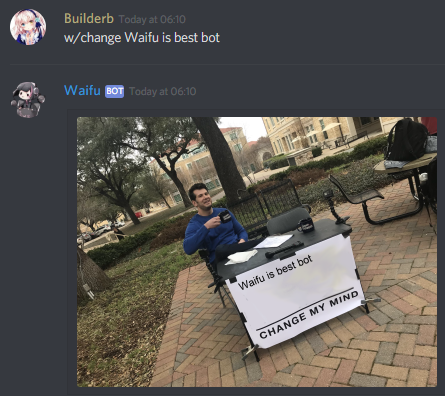 Builderb Today at 06:10
w/change Waifu is best bot
Waifu BOT Today at 06:10
Waifu is best bot
CHANGE MY MIND